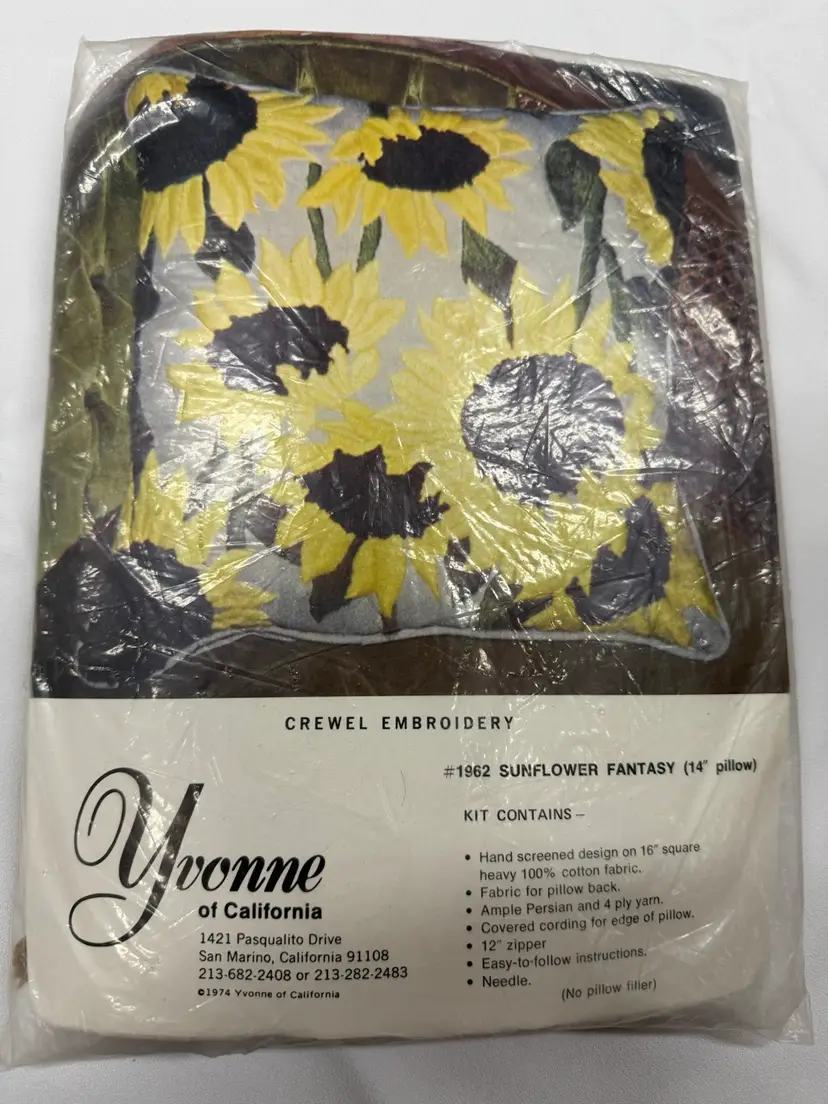 CREWEL EMBROIDERY
Yvonne
of California
1421 Pasqualito Drive
San Marino, California 91108
213-682-2408 or 213-282-2483
©1974 Yvonne of California
#1962 SUNFLOWER FANTASY (14" pillow)
KIT CONTAINS –
• Hand screened design on 16" square
heavy 100% cotton fabric.
• Fabric for pillow back.
• Ample Persian and 4 ply yarn.
• Covered cording for edge of pillow.
• 12" zipper
• Easy-to-follow instructions.
• Needle.
(No pillow filler)